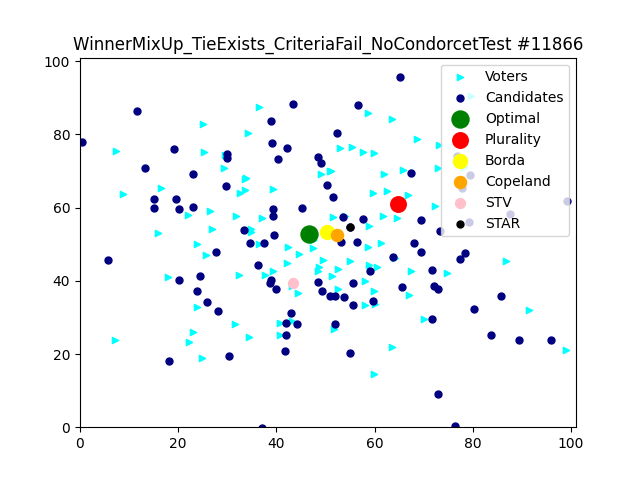 WinnerMixUp_TieExists_CriteriaFail_NoCondorcetTest #11866
100
80
60
40
20
0
0
20
40
60
80
100
Voters
Candidates
Optimal
Plurality
Borda
Copeland
STV
STAR